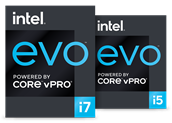 intel
evo
POWERED BY
CORE vPRO
i7
intel
evo
POWERED BY
CORE vPRO
i5